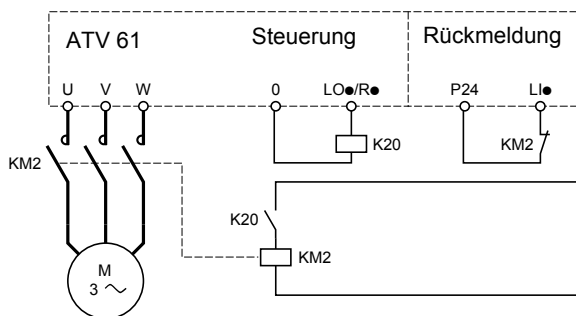 ATV 61 Steuerung Rückmeldung
U V W 0 LO●/R● P24 LI●
K20 KM2
KM2
K20
KM2
M
3 ~